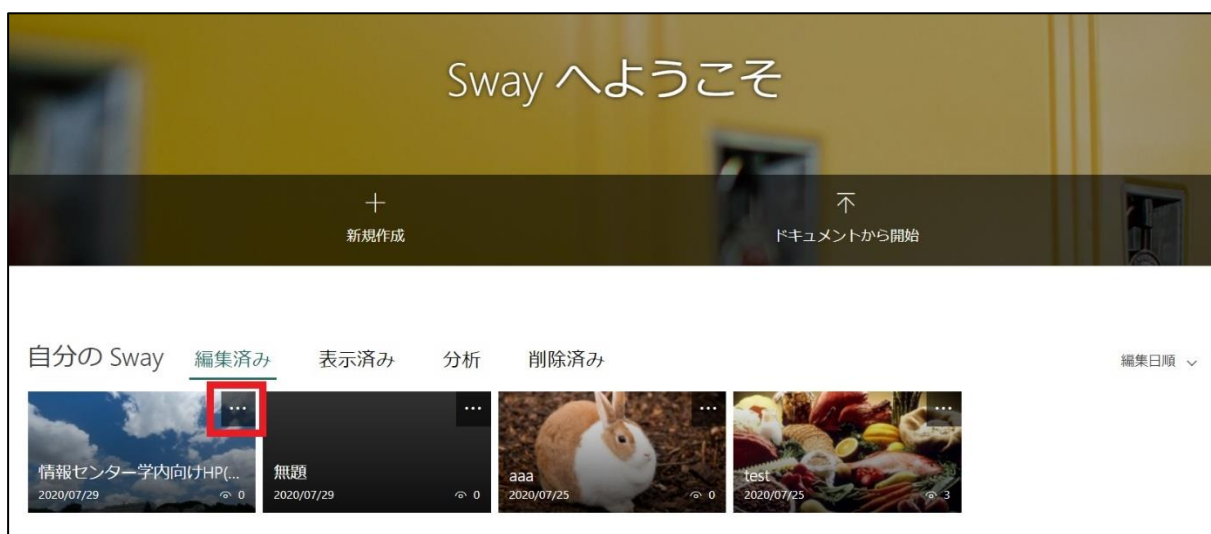 Sway へようこそ
新規作成
ドキュメントから開始
自分の Sway 編集済み 表示済み 分析 削除済み 編集日順
情報センター学内向けHP(...
2020/07/29 0
無題
2020/07/29 0
aaa
2020/07/25 0
test
2020/07/25 3